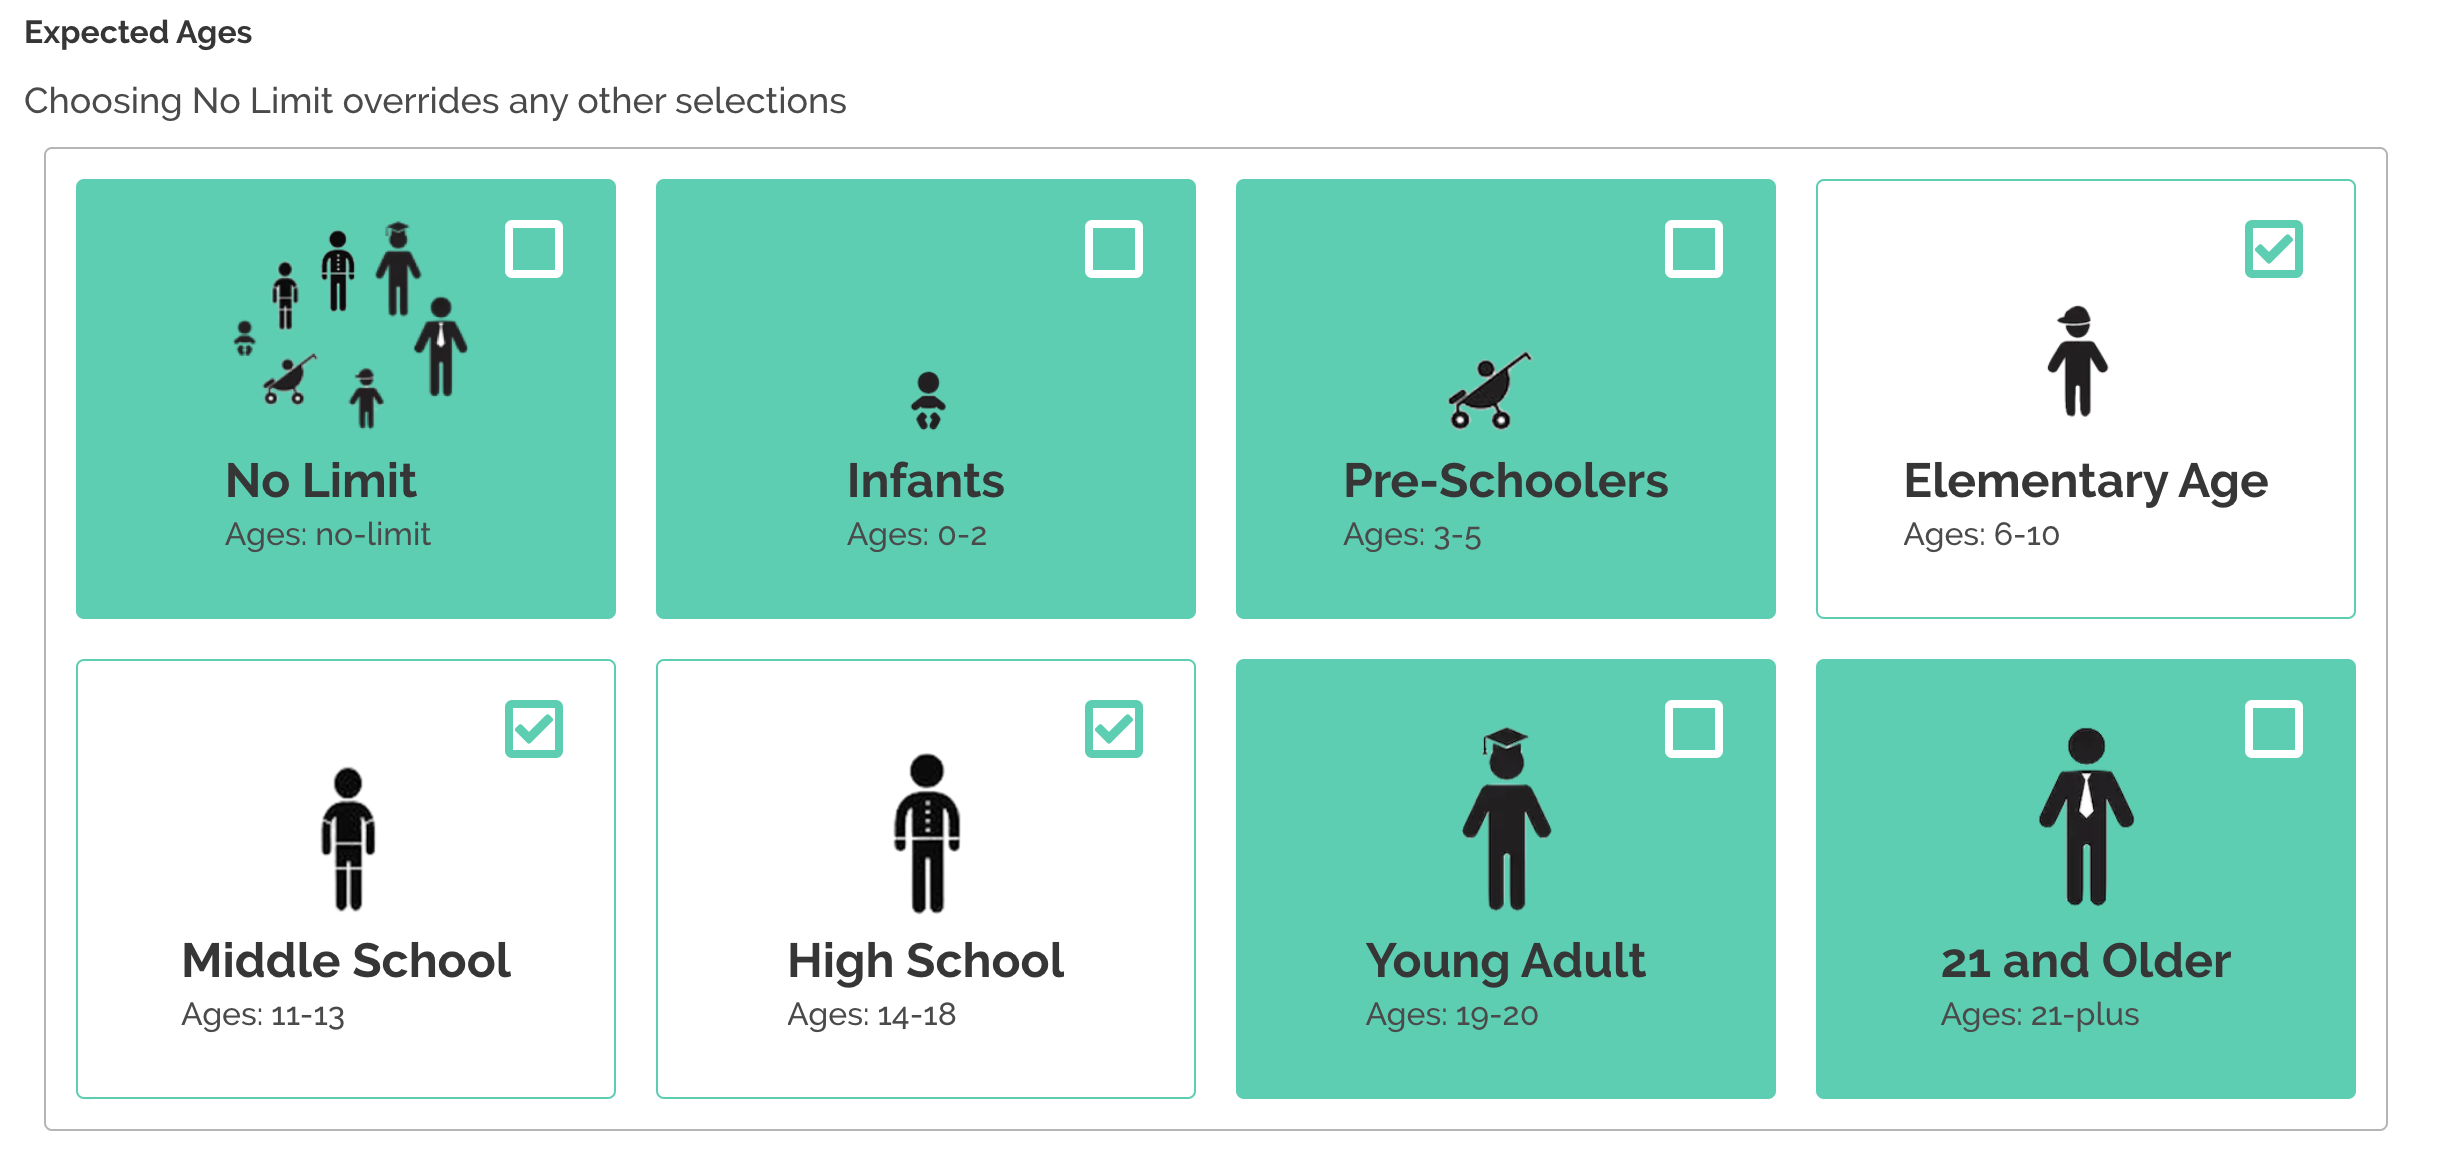 Expected Ages
Choosing No Limit overrides any other selections
No Limit
Ages: no-limit
Infants
Ages: 0-2
Pre-Schoolers
Ages: 3-5
Elementary Age
Ages: 6-10
Middle School
Ages: 11-13
High School
Ages: 14-18
Young Adult
Ages: 19-20
21 and Older
Ages: 21-plus